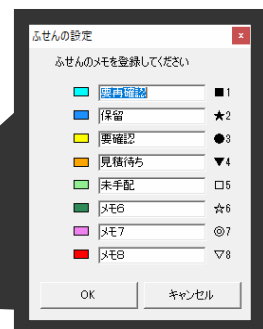 ふせんの設定
ふせんのメモを登録してください
要再確認 ■1
保留 ★2
要確認 ●3
見積待ち ▼4
未手配 □5
メモ6 ☆6
メモ7 ◎7
メモ8 ▽8
OK キャンセル